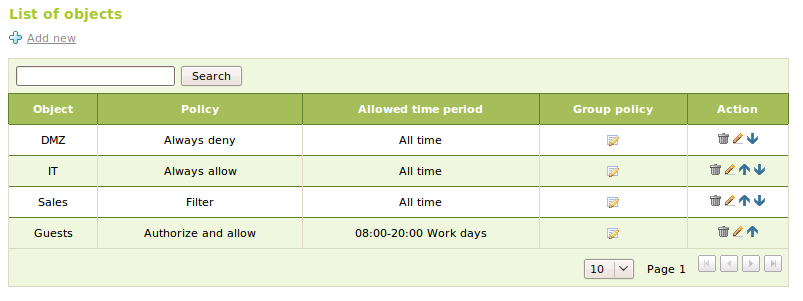 List of objects
Add new
Search
Object Policy Allowed time period Group policy Action
DMZ Always deny All time
IT Always allow All time
Sales Filter All time
Guests Authorize and allow 08:00-20:00 Work days
10 Page 1